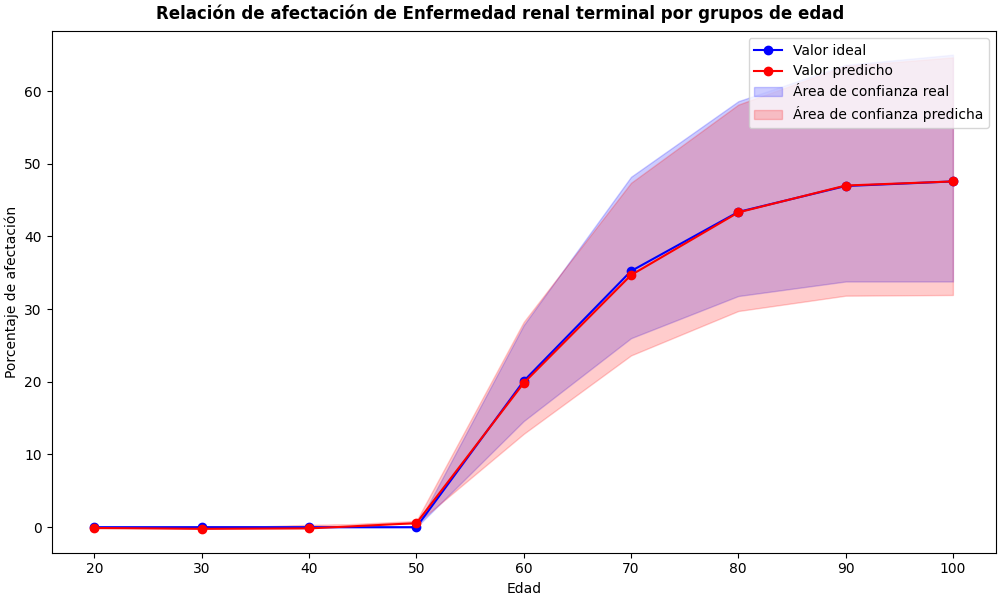 Relación de afectación de Enfermedad renal terminal por grupos de edad
Valor ideal
Valor predicho
Área de confianza real
Área de confianza predicha
Porcentaje de afectación
60
50
40
30
20
10
0
20 30 40 50 60 70 80 90 100
Edad